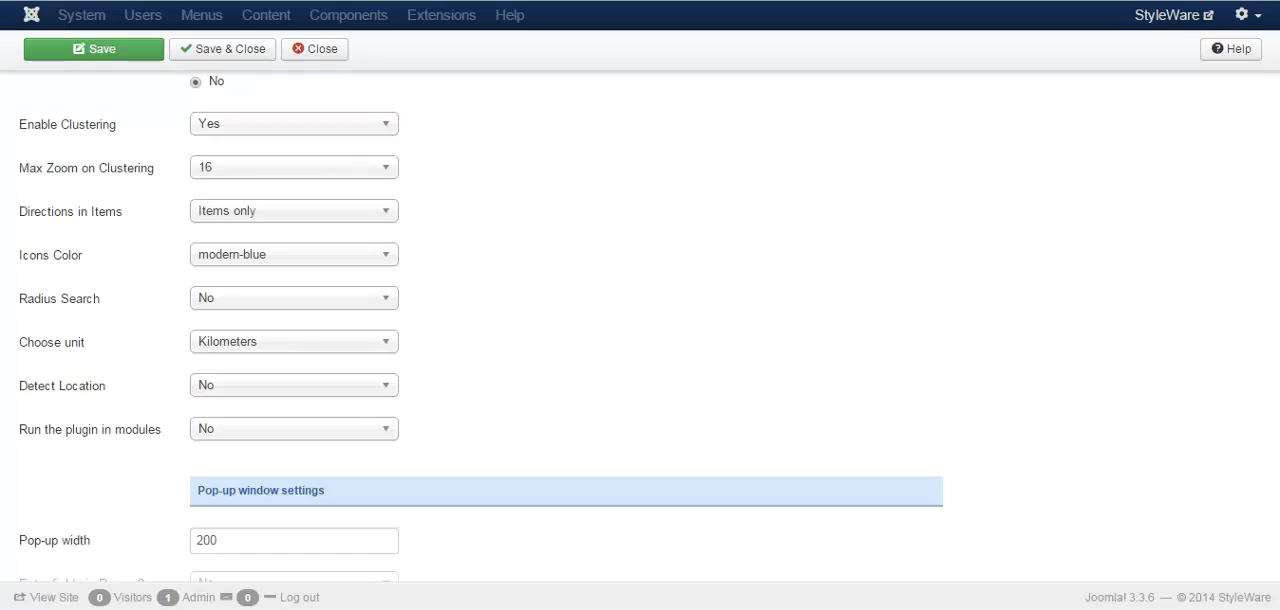 System Users Menus Content Components Extensions Help StyleWare
Save Save & Close Close Help
No
Enable Clustering Yes
Max Zoom on Clustering 16
Directions in Items Items only
Icons Color modern-blue
Radius Search No
Choose unit Kilometers
Detect Location No
Run the plugin in modules No
Pop-up window settings
Pop-up width 200
View Site 0 Visitors 1 Admin 0 Log out Joomla! 3.3.6 — © 2014 StyleWare